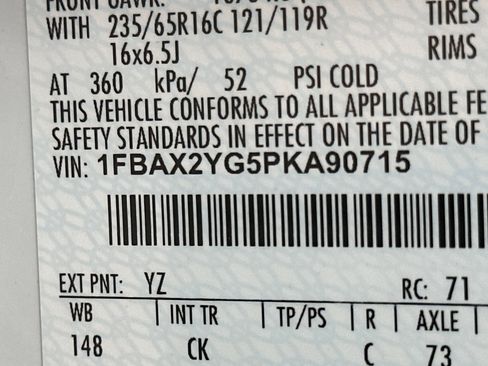 WITH 235/65R16C 121/119R TIRES
16x6.5J RIMS
AT 360 kPa/ 52 PSI COLD
THIS VEHICLE CONFORMS TO ALL APPLICABLE FE
SAFETY STANDARDS IN EFFECT ON THE DATE OF
VIN: 1FBAX2YG5PKA90715
EXT PNT: YZ RC: 71
WB INT TR TP/PS R AXLE
148 CK C 73